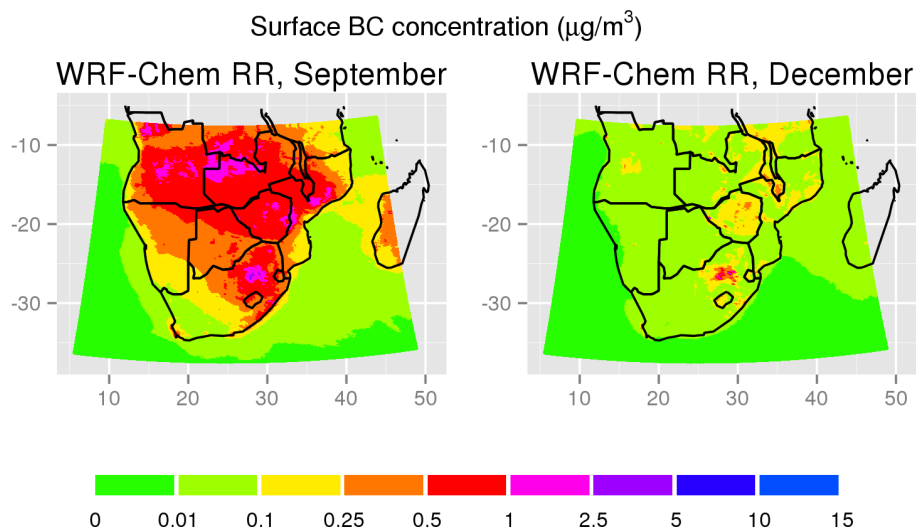 Surface BC concentration (μg/m³)
WRF-Chem RR, September
WRF-Chem RR, December
-10
-20
-30
10 20 30 40 50
-10
-20
-30
10 20 30 40 50
0 0.01 0.1 0.25 0.5 1 2.5 5 10 15